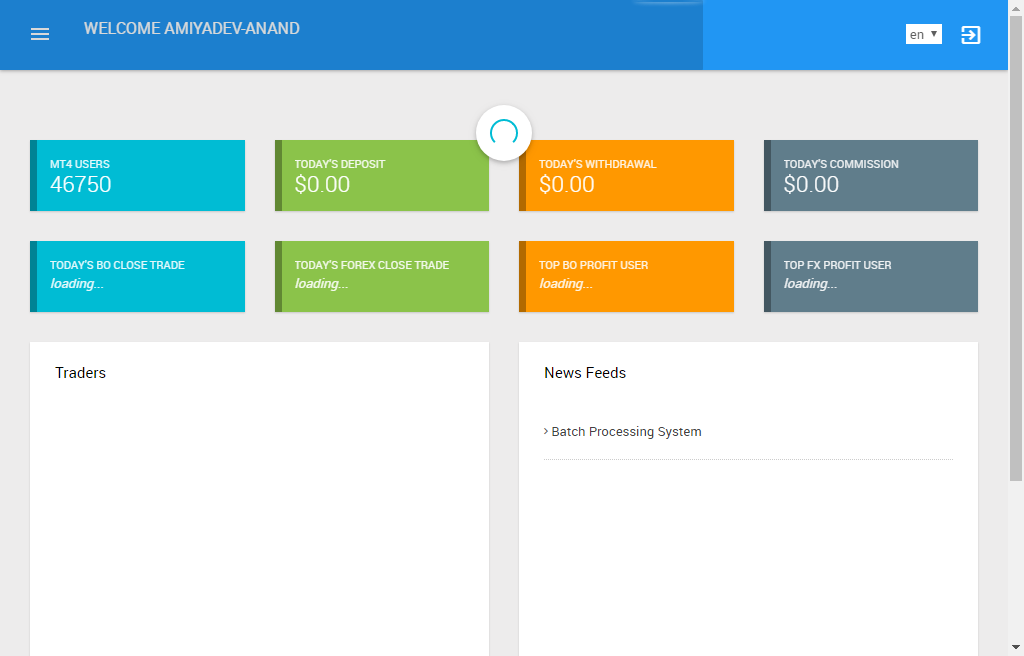 WELCOME AMIYADEV-ANAND
en
MT4 USERS
46750
TODAY'S DEPOSIT
$0.00
TODAY'S WITHDRAWAL
$0.00
TODAY'S COMMISSION
$0.00
TODAY'S BO CLOSE TRADE
loading...
TODAY'S FOREX CLOSE TRADE
loading...
TOP BO PROFIT USER
loading...
TOP FX PROFIT USER
loading...
Traders
News Feeds
Batch Processing System